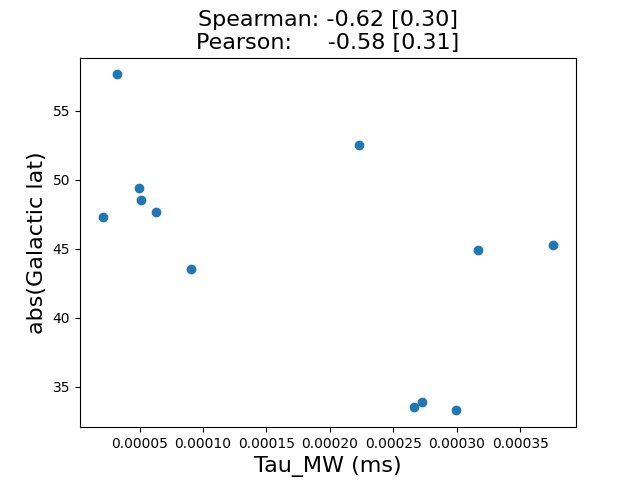 Spearman: -0.62 [0.30]
Pearson: -0.58 [0.31]
abs(Galactic lat)
55
50
45
40
35
0.00005 0.00010 0.00015 0.00020 0.00025 0.00030 0.00035
Tau_MW (ms)